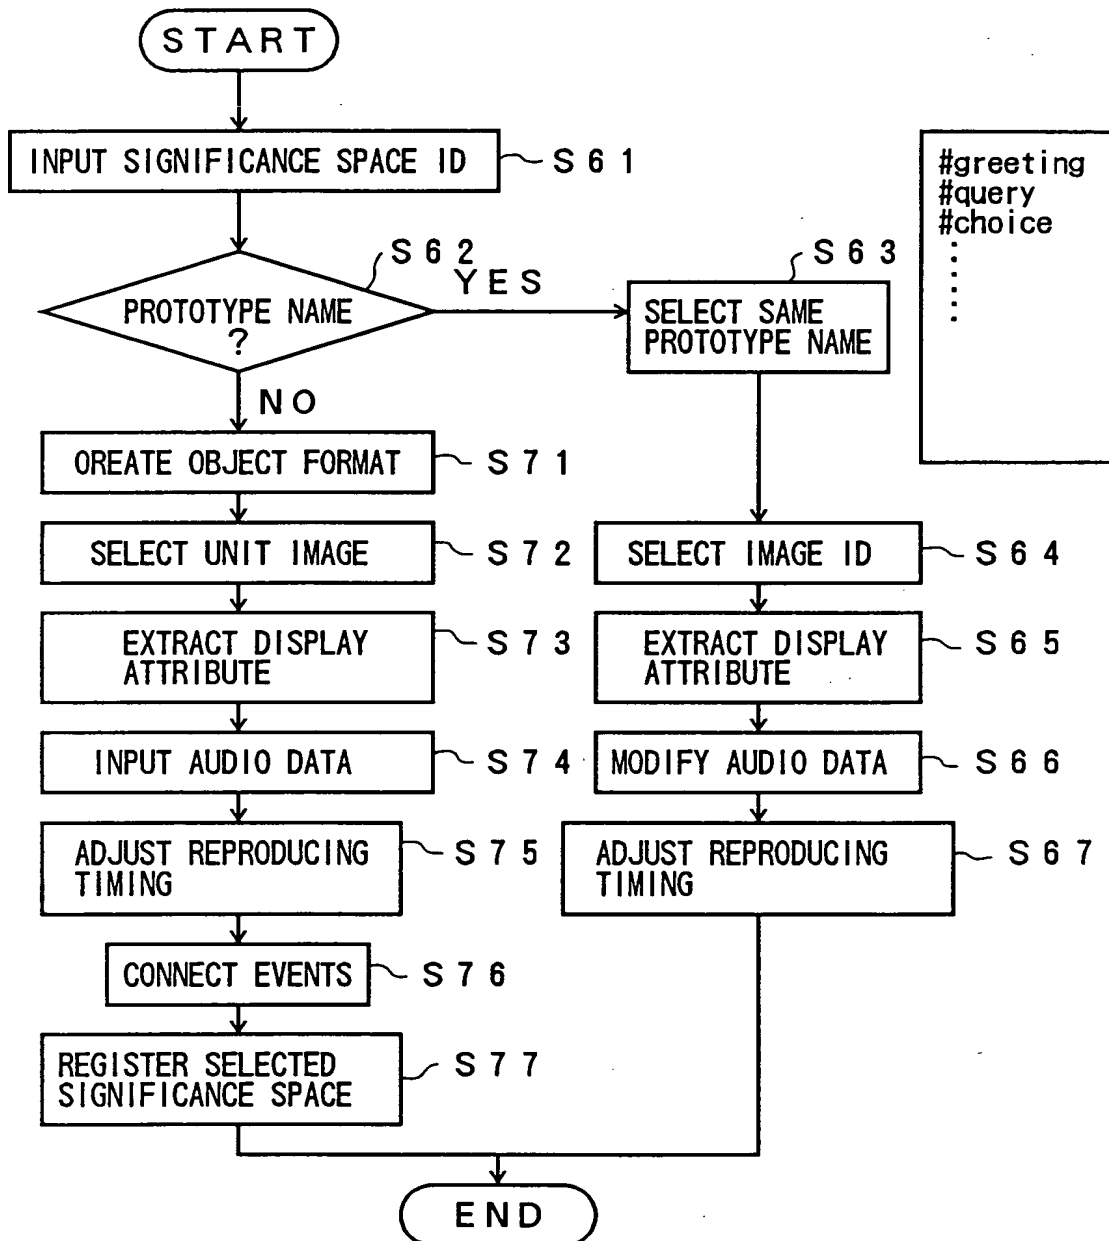 START
INPUT SIGNIFICANCE SPACE ID
S61
#greeting
#query
#choice
S62
PROTOTYPE NAME
?
YES
S63
SELECT SAME
PROTOTYPE NAME
NO
OREATE OBJECT FORMAT
S71
SELECT UNIT IMAGE
S72
SELECT IMAGE ID
S64
EXTRACT DISPLAY
ATTRIBUTE
S73
EXTRACT DISPLAY
ATTRIBUTE
S65
INPUT AUDIO DATA
S74
MODIFY AUDIO DATA
S66
ADJUST REPRODUCING
TIMING
S75
ADJUST REPRODUCING
TIMING
S67
CONNECT EVENTS
S76
REGISTER SELECTED
SIGNIFICANCE SPACE
S77
END